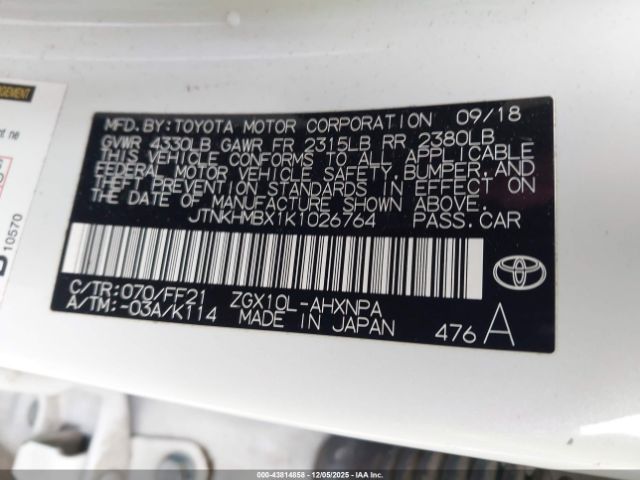 MFD. BY: TOYOTA MOTOR CORPORATION 09/18
GVWR 4330LB GAWR FR 2315LB RR 2380LB
THIS VEHICLE CONFORMS TO ALL APPLICABLE
FEDERAL MOTOR VEHICLE SAFETY, BUMPER, AND
THEFT PREVENTION STANDARDS IN EFFECT ON
THE DATE OF MANUFACTURE SHOWN ABOVE.
JTNKHMBX1K1026764 PASS.CAR
C/TR: 070/FF21 ZGX10L-AHXNPA
A/TM: -03A/K114 MADE IN JAPAN 476 A
TOYOTA
ne
10570
000-43814858 12/05/2025 IAA Inc.